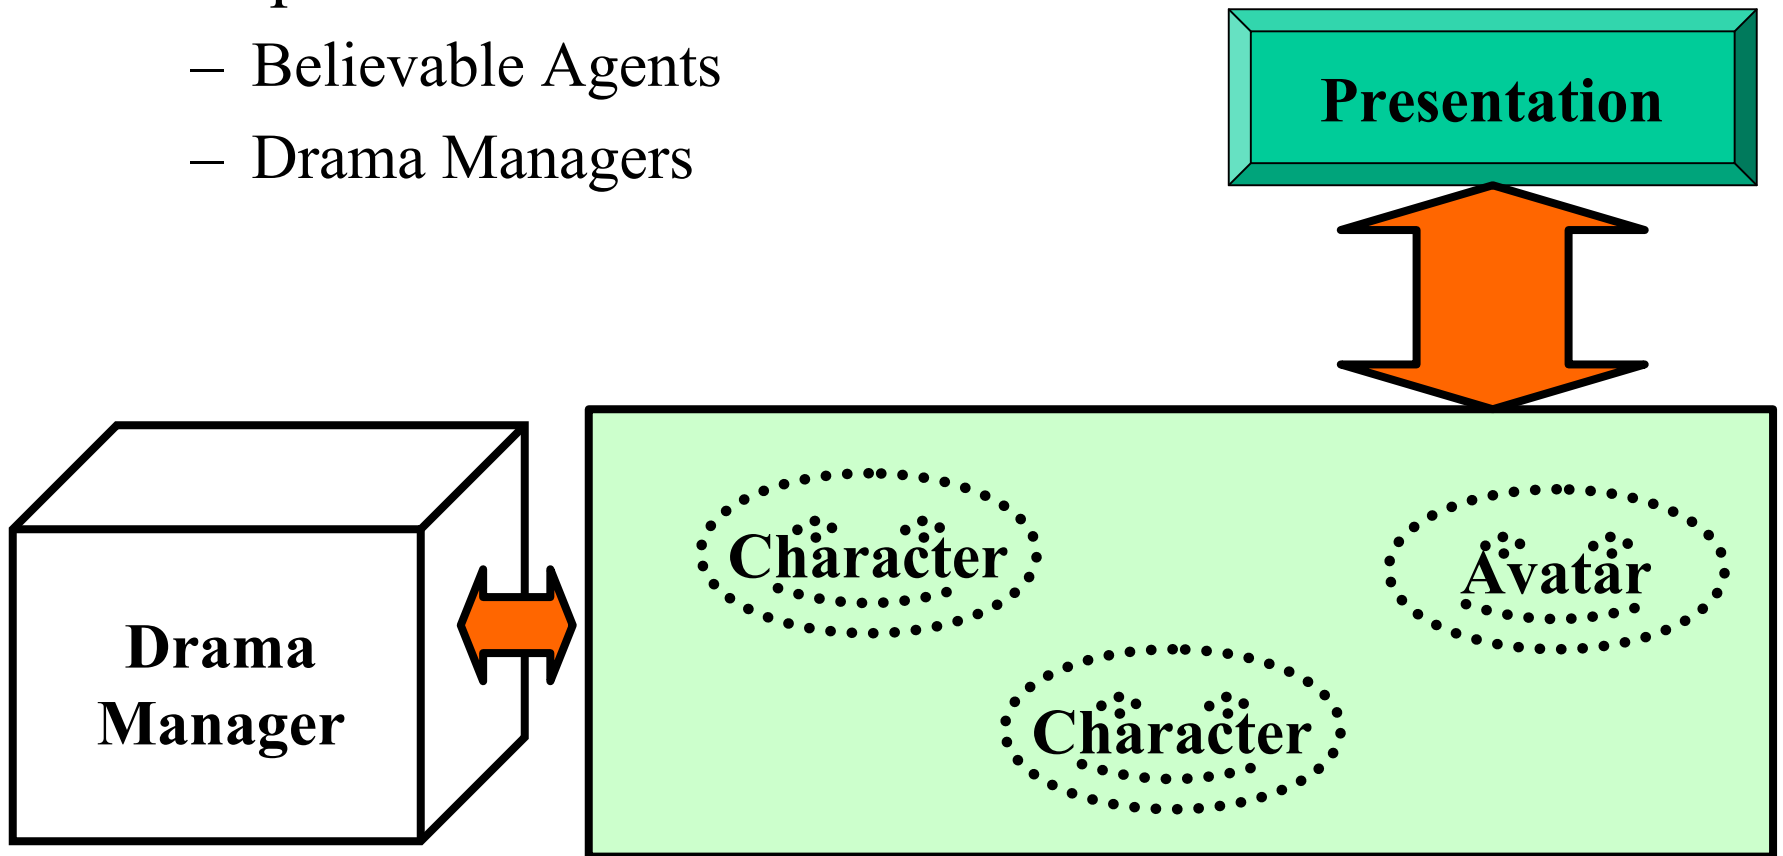 – Believable Agents
– Drama Managers
Presentation
Character
Avatar
Drama
Manager
Character